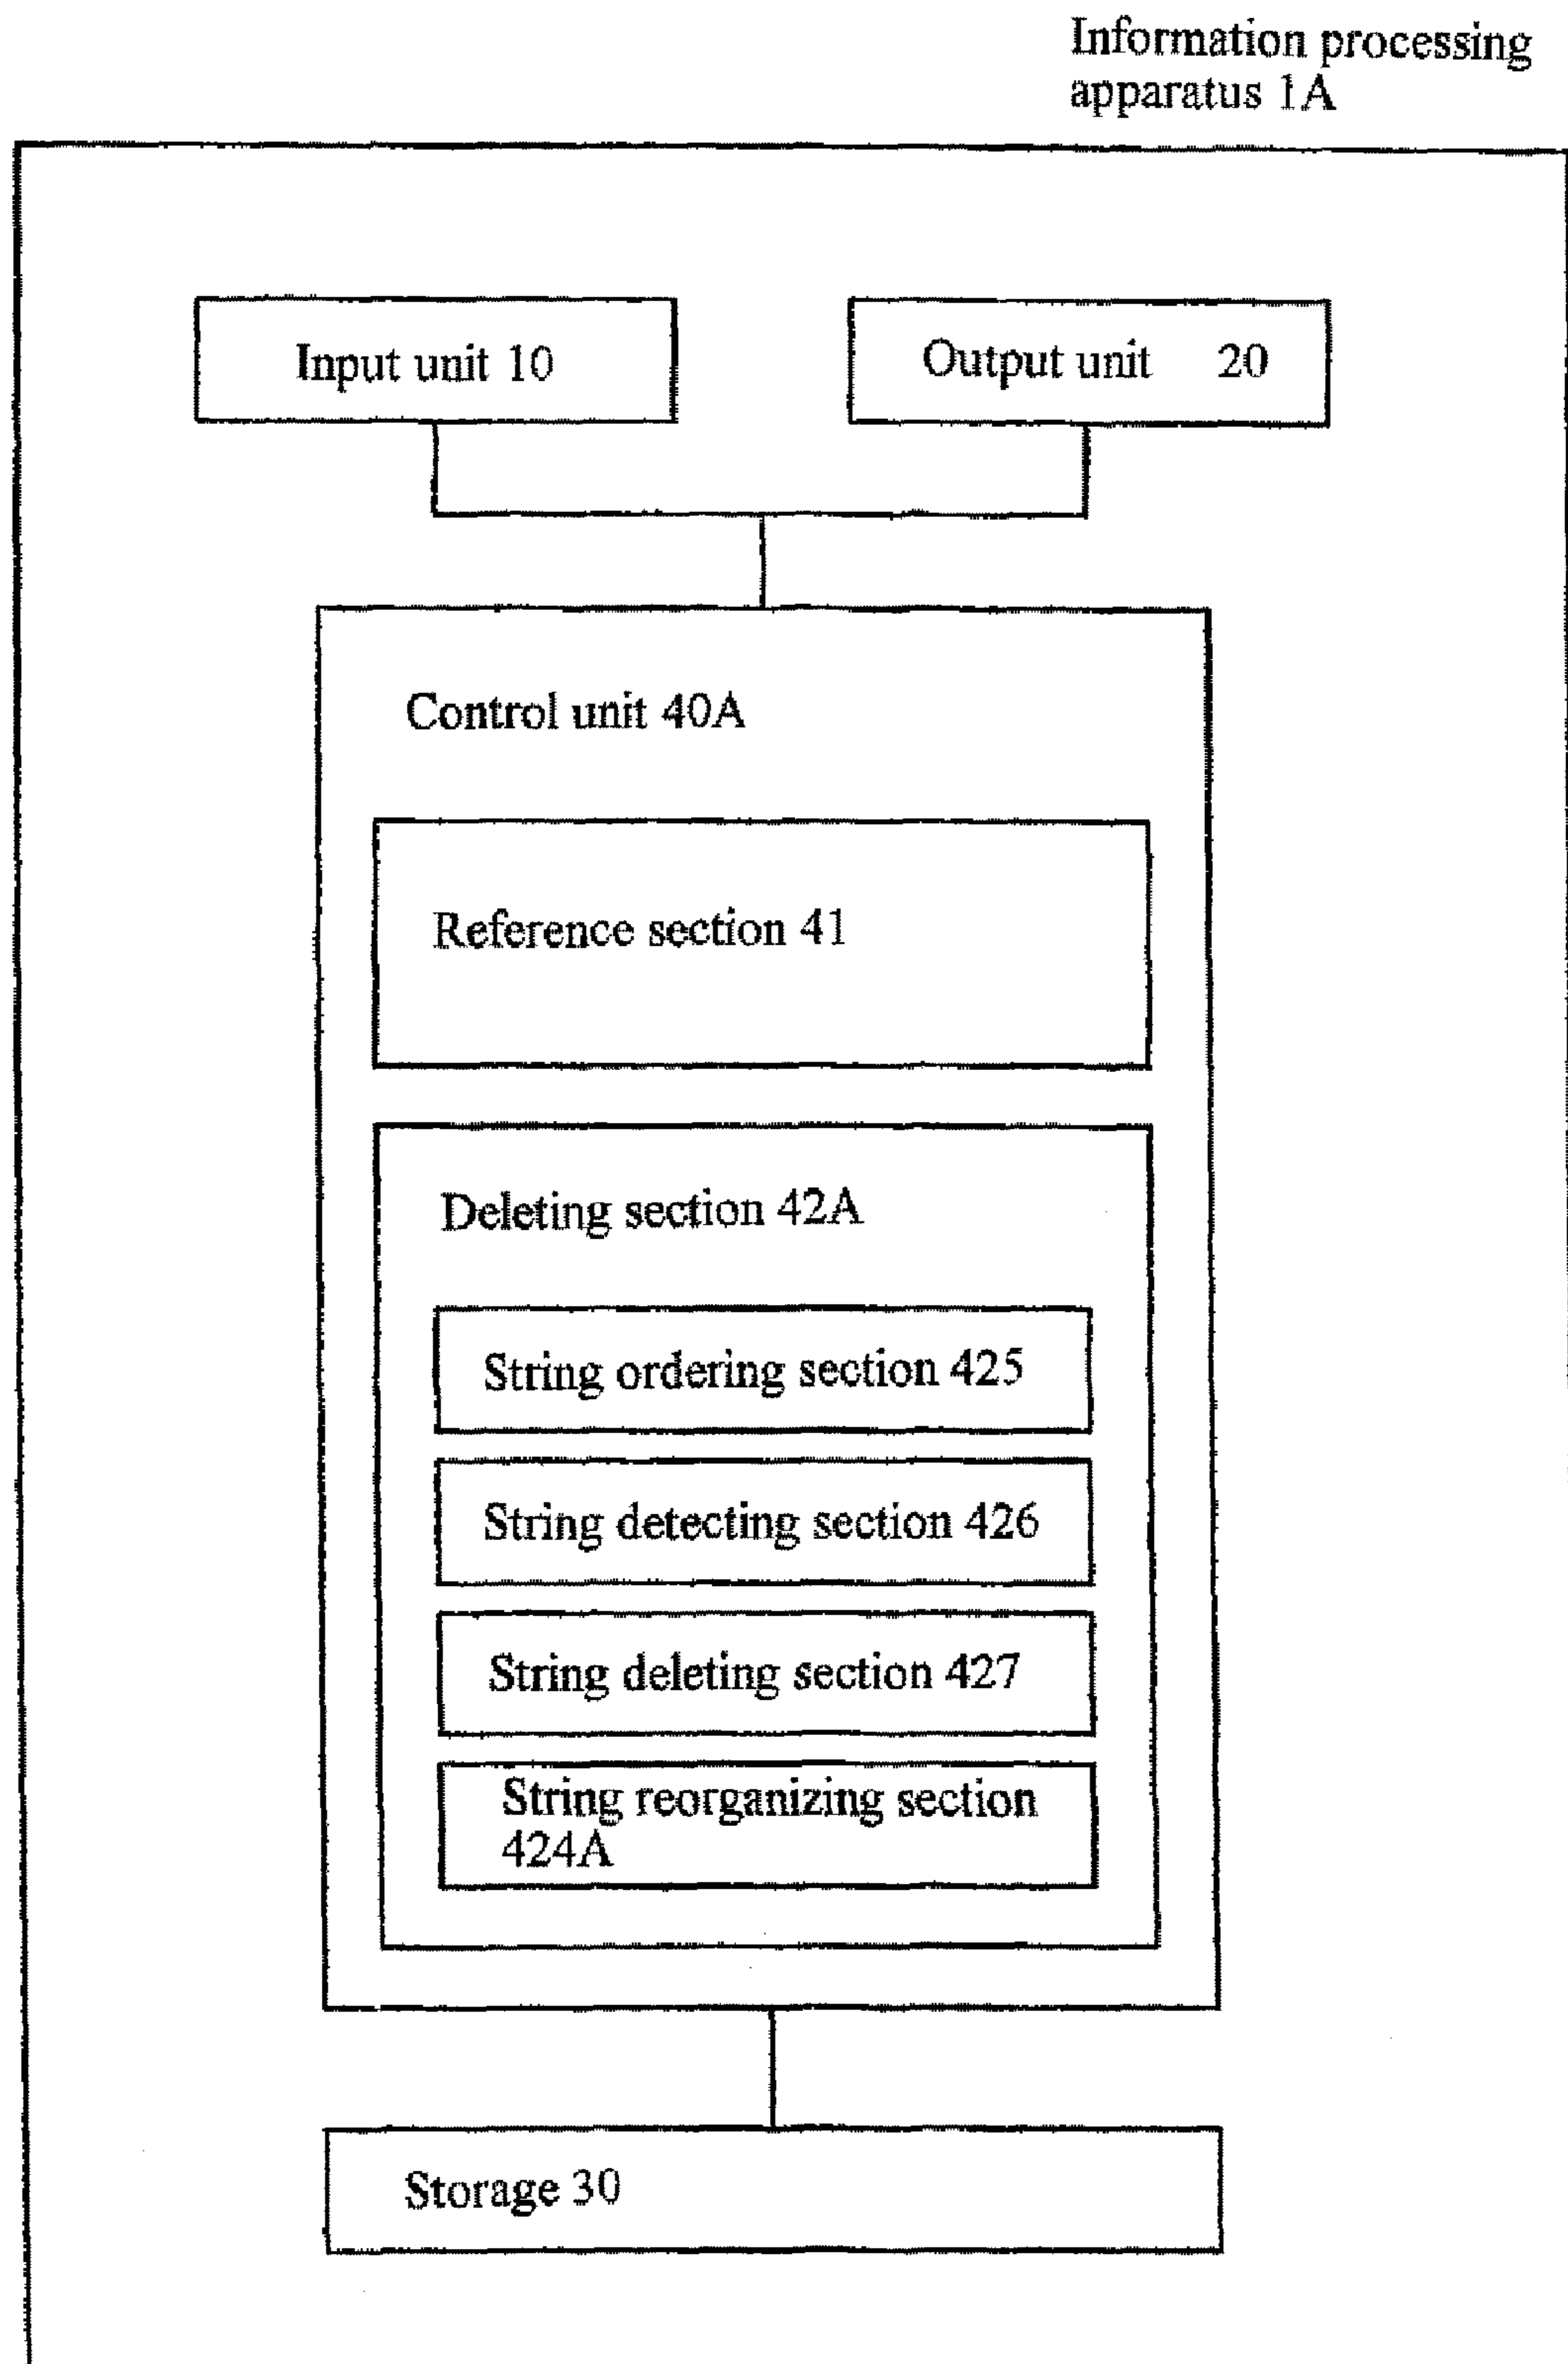 Information processing
apparatus 1A
Input unit 10
Output unit 20
Control unit 40A
Reference section 41
Deleting section 42A
String ordering section 425
String detecting section 426
String deleting section 427
String reorganizing section
424A
Storage 30